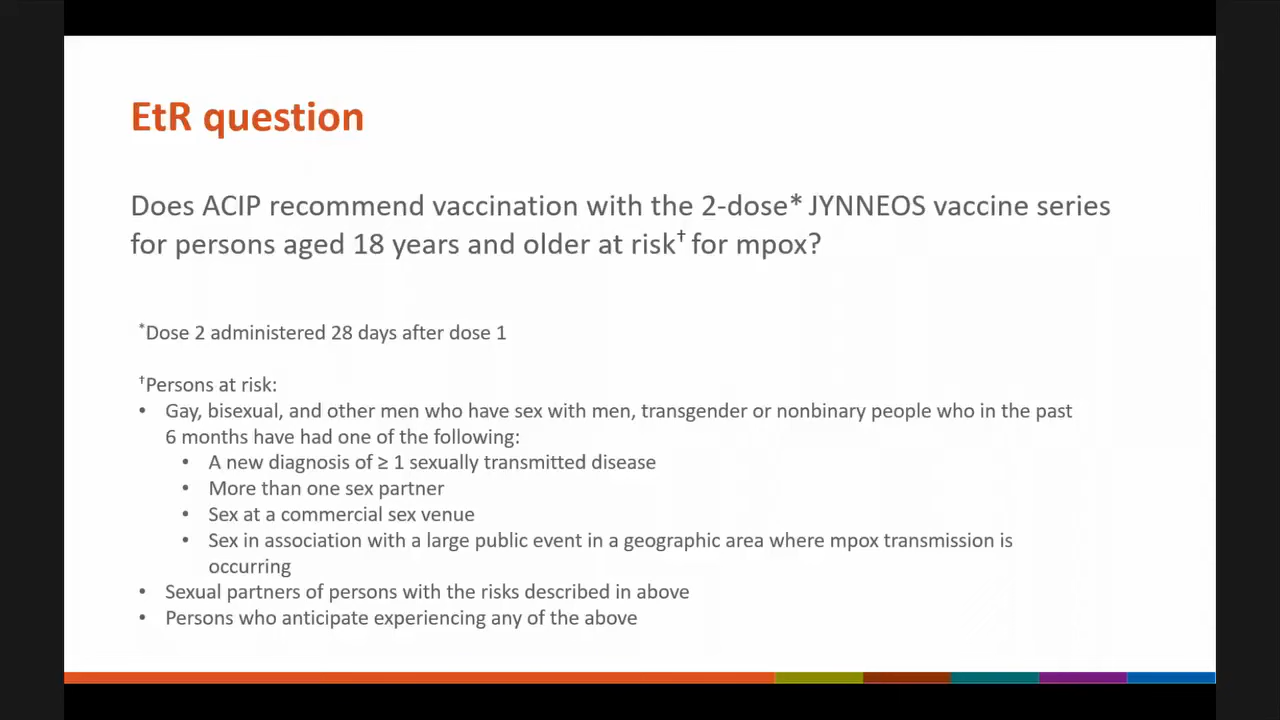 EtR question
Does ACIP recommend vaccination with the 2-dose* JYNNEOS vaccine series
for persons aged 18 years and older at risk† for mpox?
*Dose 2 administered 28 days after dose 1
†Persons at risk:
• Gay, bisexual, and other men who have sex with men, transgender or nonbinary people who in the past
6 months have had one of the following:
• A new diagnosis of ≥ 1 sexually transmitted disease
• More than one sex partner
• Sex at a commercial sex venue
• Sex in association with a large public event in a geographic area where mpox transmission is
occurring
• Sexual partners of persons with the risks described in above
• Persons who anticipate experiencing any of the above